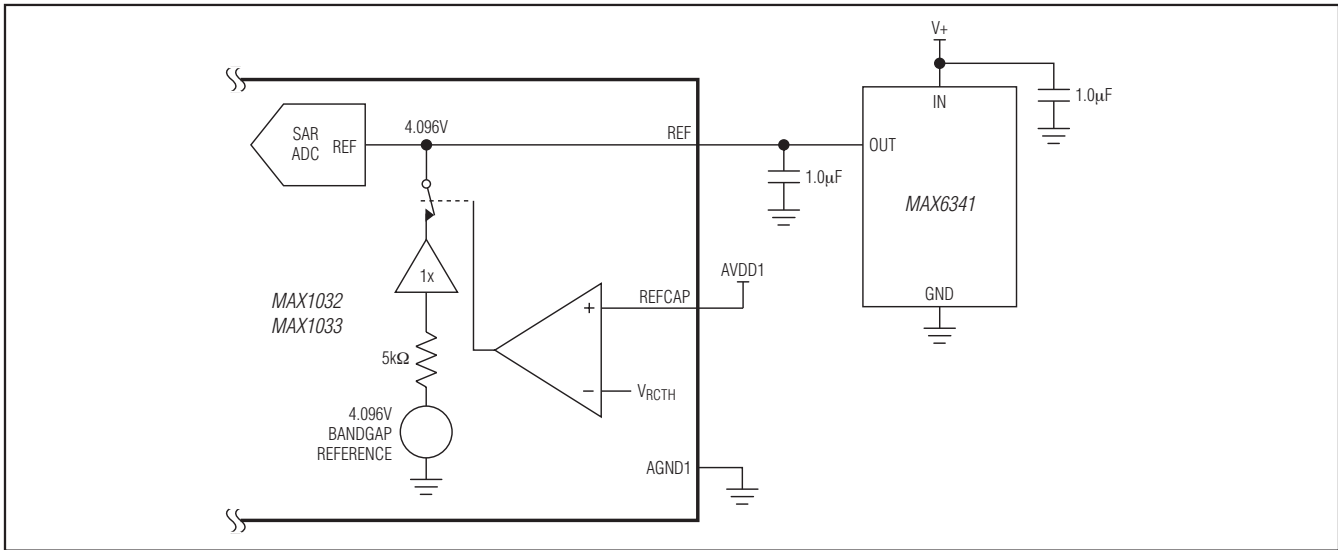 V+
IN
1.0µF
SAR
ADC
REF
4.096V
REF
OUT
1.0µF
MAX6341
1x
AVDD1
REFCAP
GND
MAX1032
MAX1033
+
5kΩ
−
VRCTH
4.096V
BANDGAP
REFERENCE
AGND1